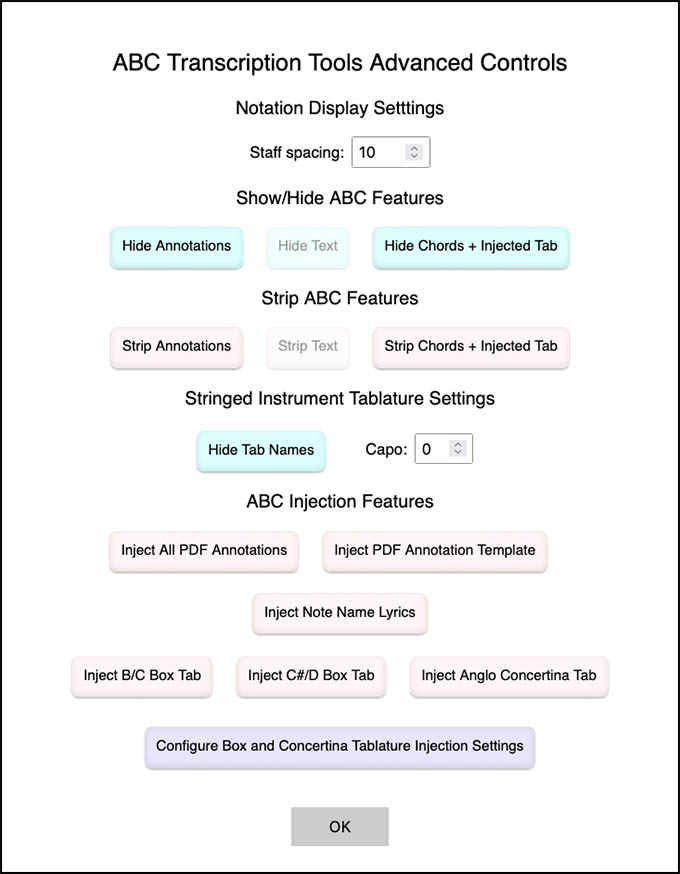 ABC Transcription Tools Advanced Controls
Notation Display Setttings
Staff spacing: 10
Show/Hide ABC Features
Hide Annotations Hide Text Hide Chords + Injected Tab
Strip ABC Features
Strip Annotations Strip Text Strip Chords + Injected Tab
Stringed Instrument Tablature Settings
Hide Tab Names Capo: 0
ABC Injection Features
Inject All PDF Annotations Inject PDF Annotation Template
Inject Note Name Lyrics
Inject B/C Box Tab Inject C#/D Box Tab Inject Anglo Concertina Tab
Configure Box and Concertina Tablature Injection Settings
OK